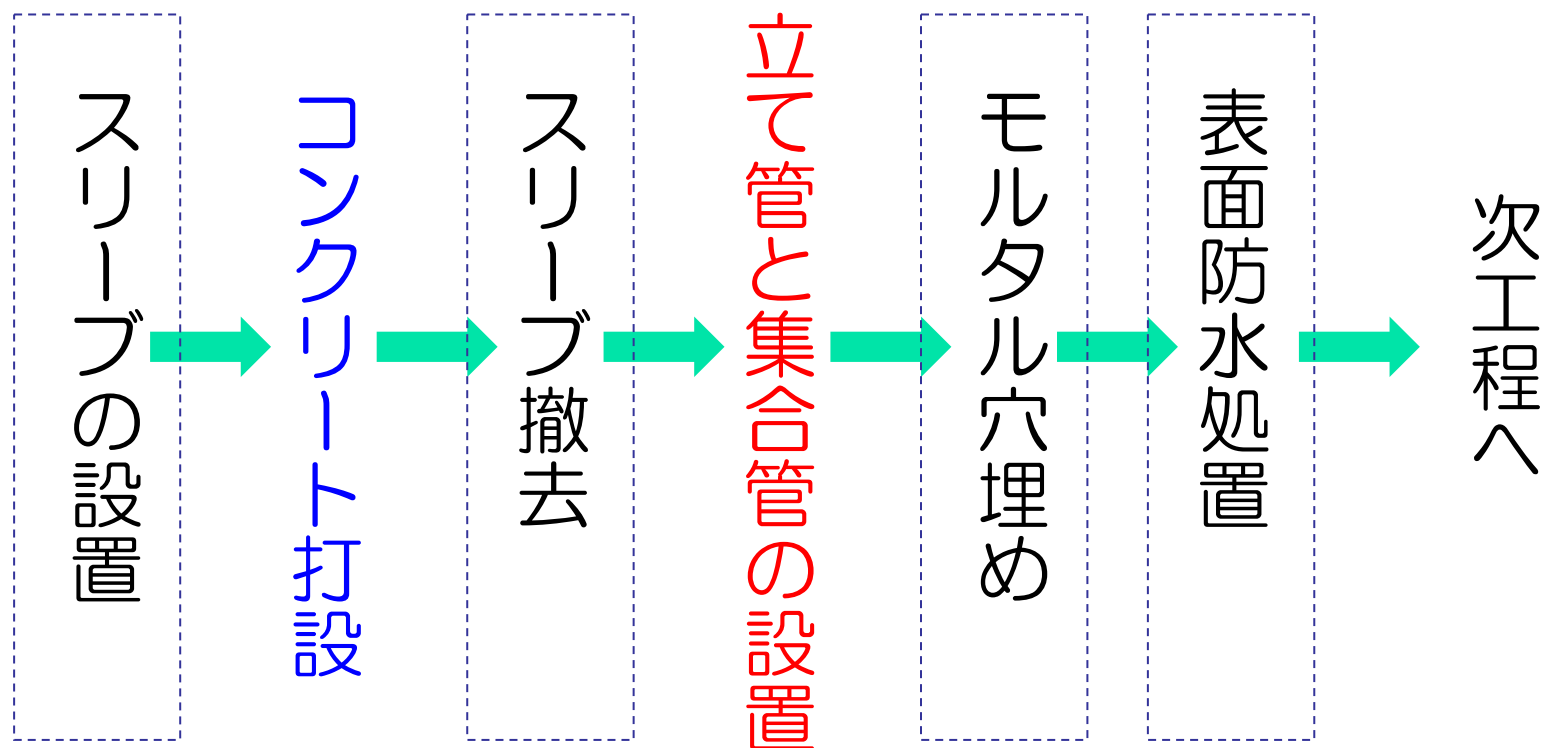 スリーブの設置
コンクリート打設
スリーブ撤去
立て管と集合管の設置
モルタル穴埋め
表面防水処置
次工程へ